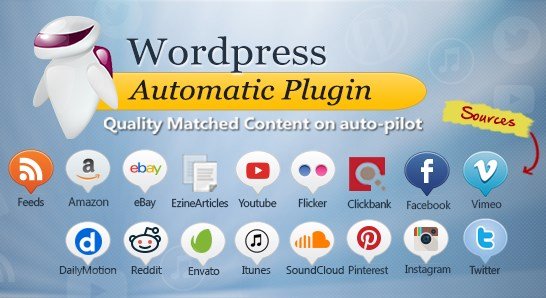 Wordpress
Automatic Plugin
Quality Matched Content on auto-pilot
Sources
a
ebay
f
Feeds
Amazon
eBay
EzineArticles
Youtube
Flicker
Clickbank
Facebook
Vimeo
DailyMotion
Reddit
Envato
Itunes
SoundCloud
Pinterest
Instagram
Twitter